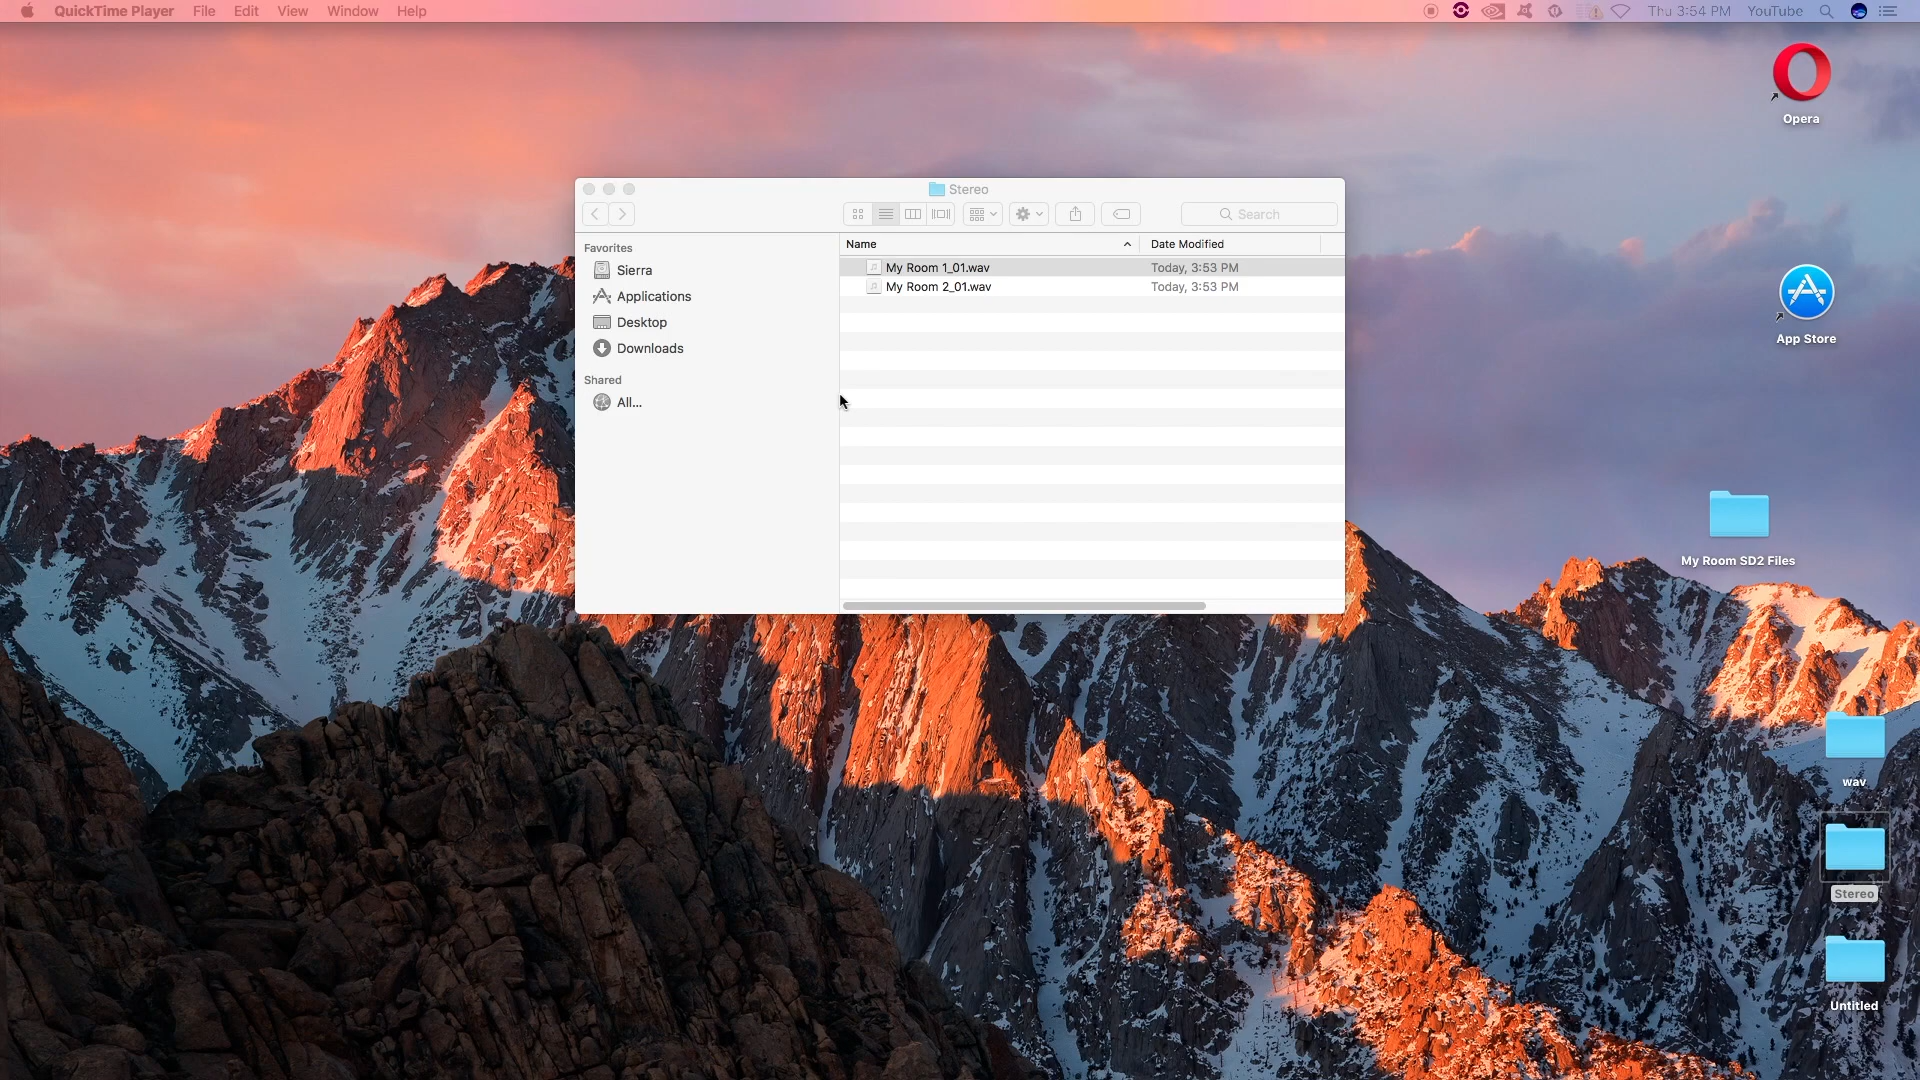 QuickTime Player File Edit View Window Help Thu 3:54 PM YouTube
Opera
Stereo
Search
Favorites
Name Date Modified
My Room 1_01.wav Today, 3:53 PM
Sierra
My Room 2_01.wav Today, 3:53 PM
Applications
Desktop
App Store
Downloads
Shared
All...
My Room SD2 Files
wav
Stereo
Untitled